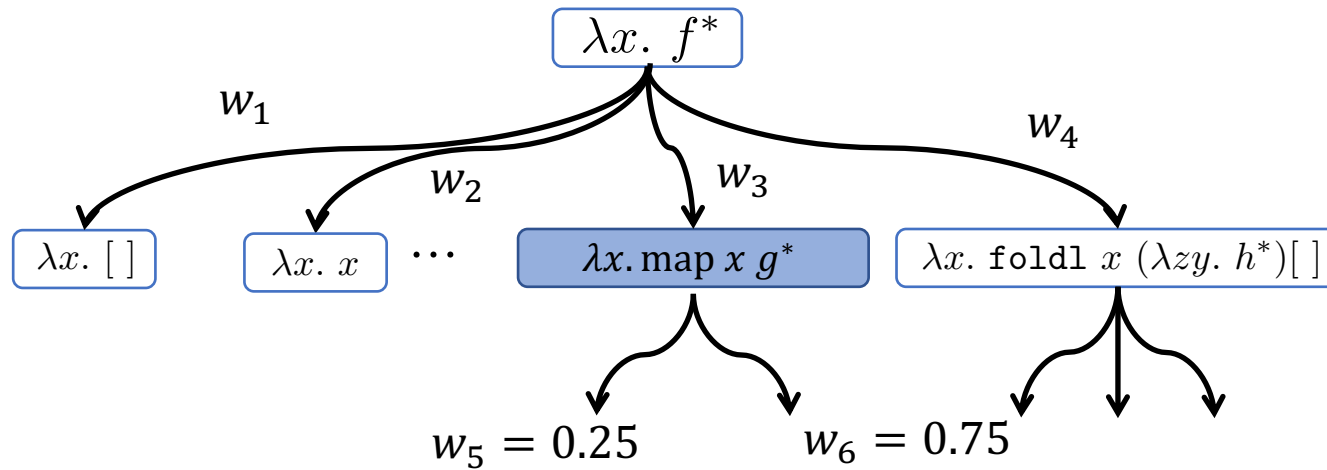 λx. f*
w₁
w₂
w₃
w₄
λx. [ ]
λx. x
⋯
λx. map x g*
λx. foldl x (λzy. h*)[ ]
w₅ = 0.25
w₆ = 0.75